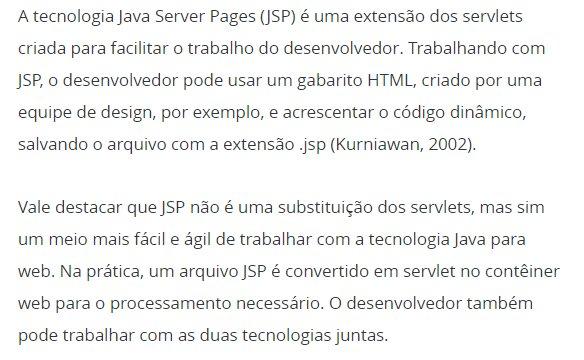 A tecnologia Java Server Pages (JSP) é uma extensão dos servlets
criada para facilitar o trabalho do desenvolvedor. Trabalhando com
JSP, o desenvolvedor pode usar um gabarito HTML, criado por uma
equipe de design, por exemplo, e acrescentar o código dinâmico,
salvando o arquivo com a extensão .jsp (Kurniawan, 2002).
Vale destacar que JSP não é uma substituição dos servlets, mas sim
um meio mais fácil e ágil de trabalhar com a tecnologia Java para
web. Na prática, um arquivo JSP é convertido em servlet no contêiner
web para o processamento necessário. O desenvolvedor também
pode trabalhar com as duas tecnologias juntas.